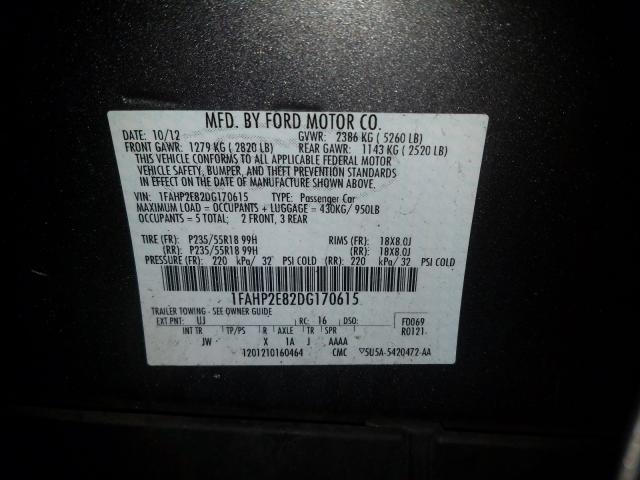 MFD. BY FORD MOTOR CO.
DATE: 10/12 GVWR: 2386 KG ( 5260 LB)
FRONT GAWR: 1279 KG ( 2820 LB) REAR GAWR: 1143 KG ( 2520 LB)
THIS VEHICLE CONFORMS TO ALL APPLICABLE FEDERAL MOTOR
VEHICLE SAFETY, BUMPER, AND THEFT PREVENTION STANDARDS
IN EFFECT ON THE DATE OF MANUFACTURE SHOWN ABOVE.
VIN: 1FAHP2E82DG170615 TYPE: Passenger Car
MAXIMUM LOAD = OCCUPANTS + LUGGAGE = 430KG/ 950LB
OCCUPANTS = 5 TOTAL; 2 FRONT, 3 REAR
TIRE (FR): P235/55R18 99H RIMS (FR): 18X8.0J
(RR): P235/55R18 99H (RR): 18X8.0J
PRESSURE (FR): 220 kPa/ 32 PSI COLD (RR): 220 kPa/ 32 PSI COLD
1FAHP2E82DG170615
TRAILER TOWING - SEE OWNER GUIDE
EXT PNT: UJ RC: 16 DSO: FD069
INT TR TP/PS R AXLE TR SPR R0121
JW X 1A J AAAA
1201210160464 CMC 5U5A-5420472-AA